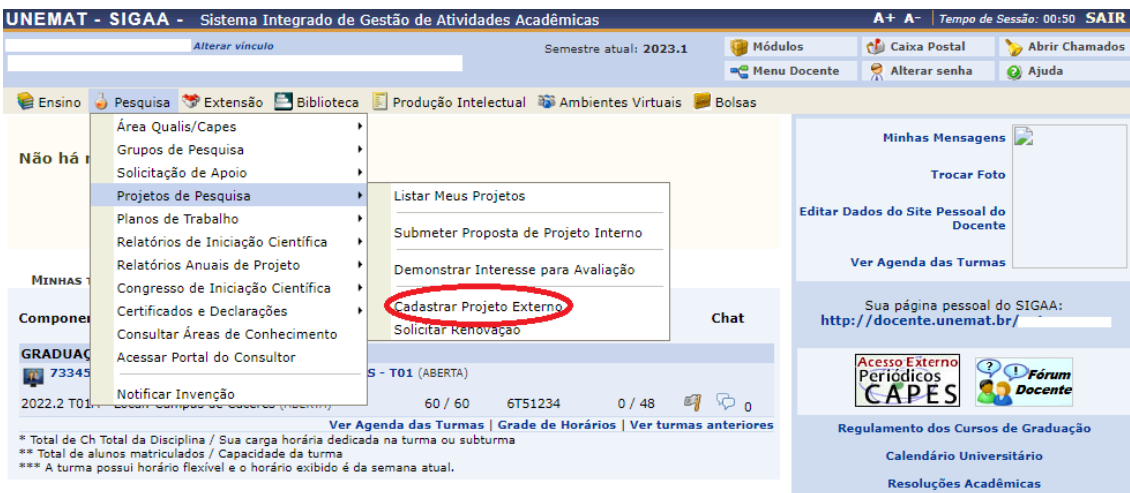 UNEMAT - SIGAA - Sistema Integrado de Gestão de Atividades Acadêmicas
A+ A- | Tempo de Sessão: 00:50 SAIR
Alterar vínculo
Semestre atual: 2023.1
Módulos
Caixa Postal
Abrir Chamados
Menu Docente
Alterar senha
Ajuda
Ensino Pesquisa Extensão Biblioteca Produção Intelectual Ambientes Virtuais Bolsas
Não há
Área Qualis/Capes
Grupos de Pesquisa
Solicitação de Apoio
Projetos de Pesquisa
Planos de Trabalho
Relatórios de Iniciação Científica
Relatórios Anuais de Projeto
Congresso de Iniciação Científica
Certificados e Declarações
Consultar Áreas de Conhecimento
Acessar Portal do Consultor
Notificar Invenção
Listar Meus Projetos
Submeter Proposta de Projeto Interno
Demonstrar Interesse para Avaliação
Cadastrar Projeto Externo
Solicitar Renovação
MINHAS
Chat
73345
S - T01 (ABERTA)
2022.2
60 / 60 6T51234 0 / 48 0
Ver Agenda das Turmas | Grade de Horários | Ver turmas anteriores
* Total de Ch Total da Disciplina / Sua carga horária dedicada na turma ou subturma
** Total de alunos matriculados / Capacidade da turma
*** A turma possui horário flexível e o horário exibido é da semana atual.
Minhas Mensagens
Trocar Foto
Editar Dados do Site Pessoal do
Docente
Ver Agenda das Turmas
Sua página pessoal do SIGAA:
http://docente.unemat.br/
Acesso Externo
Periódicos
CAPES
Fórum
Docente
Regulamento dos Cursos de Graduação
Calendário Universitário
Resoluções Acadêmicas